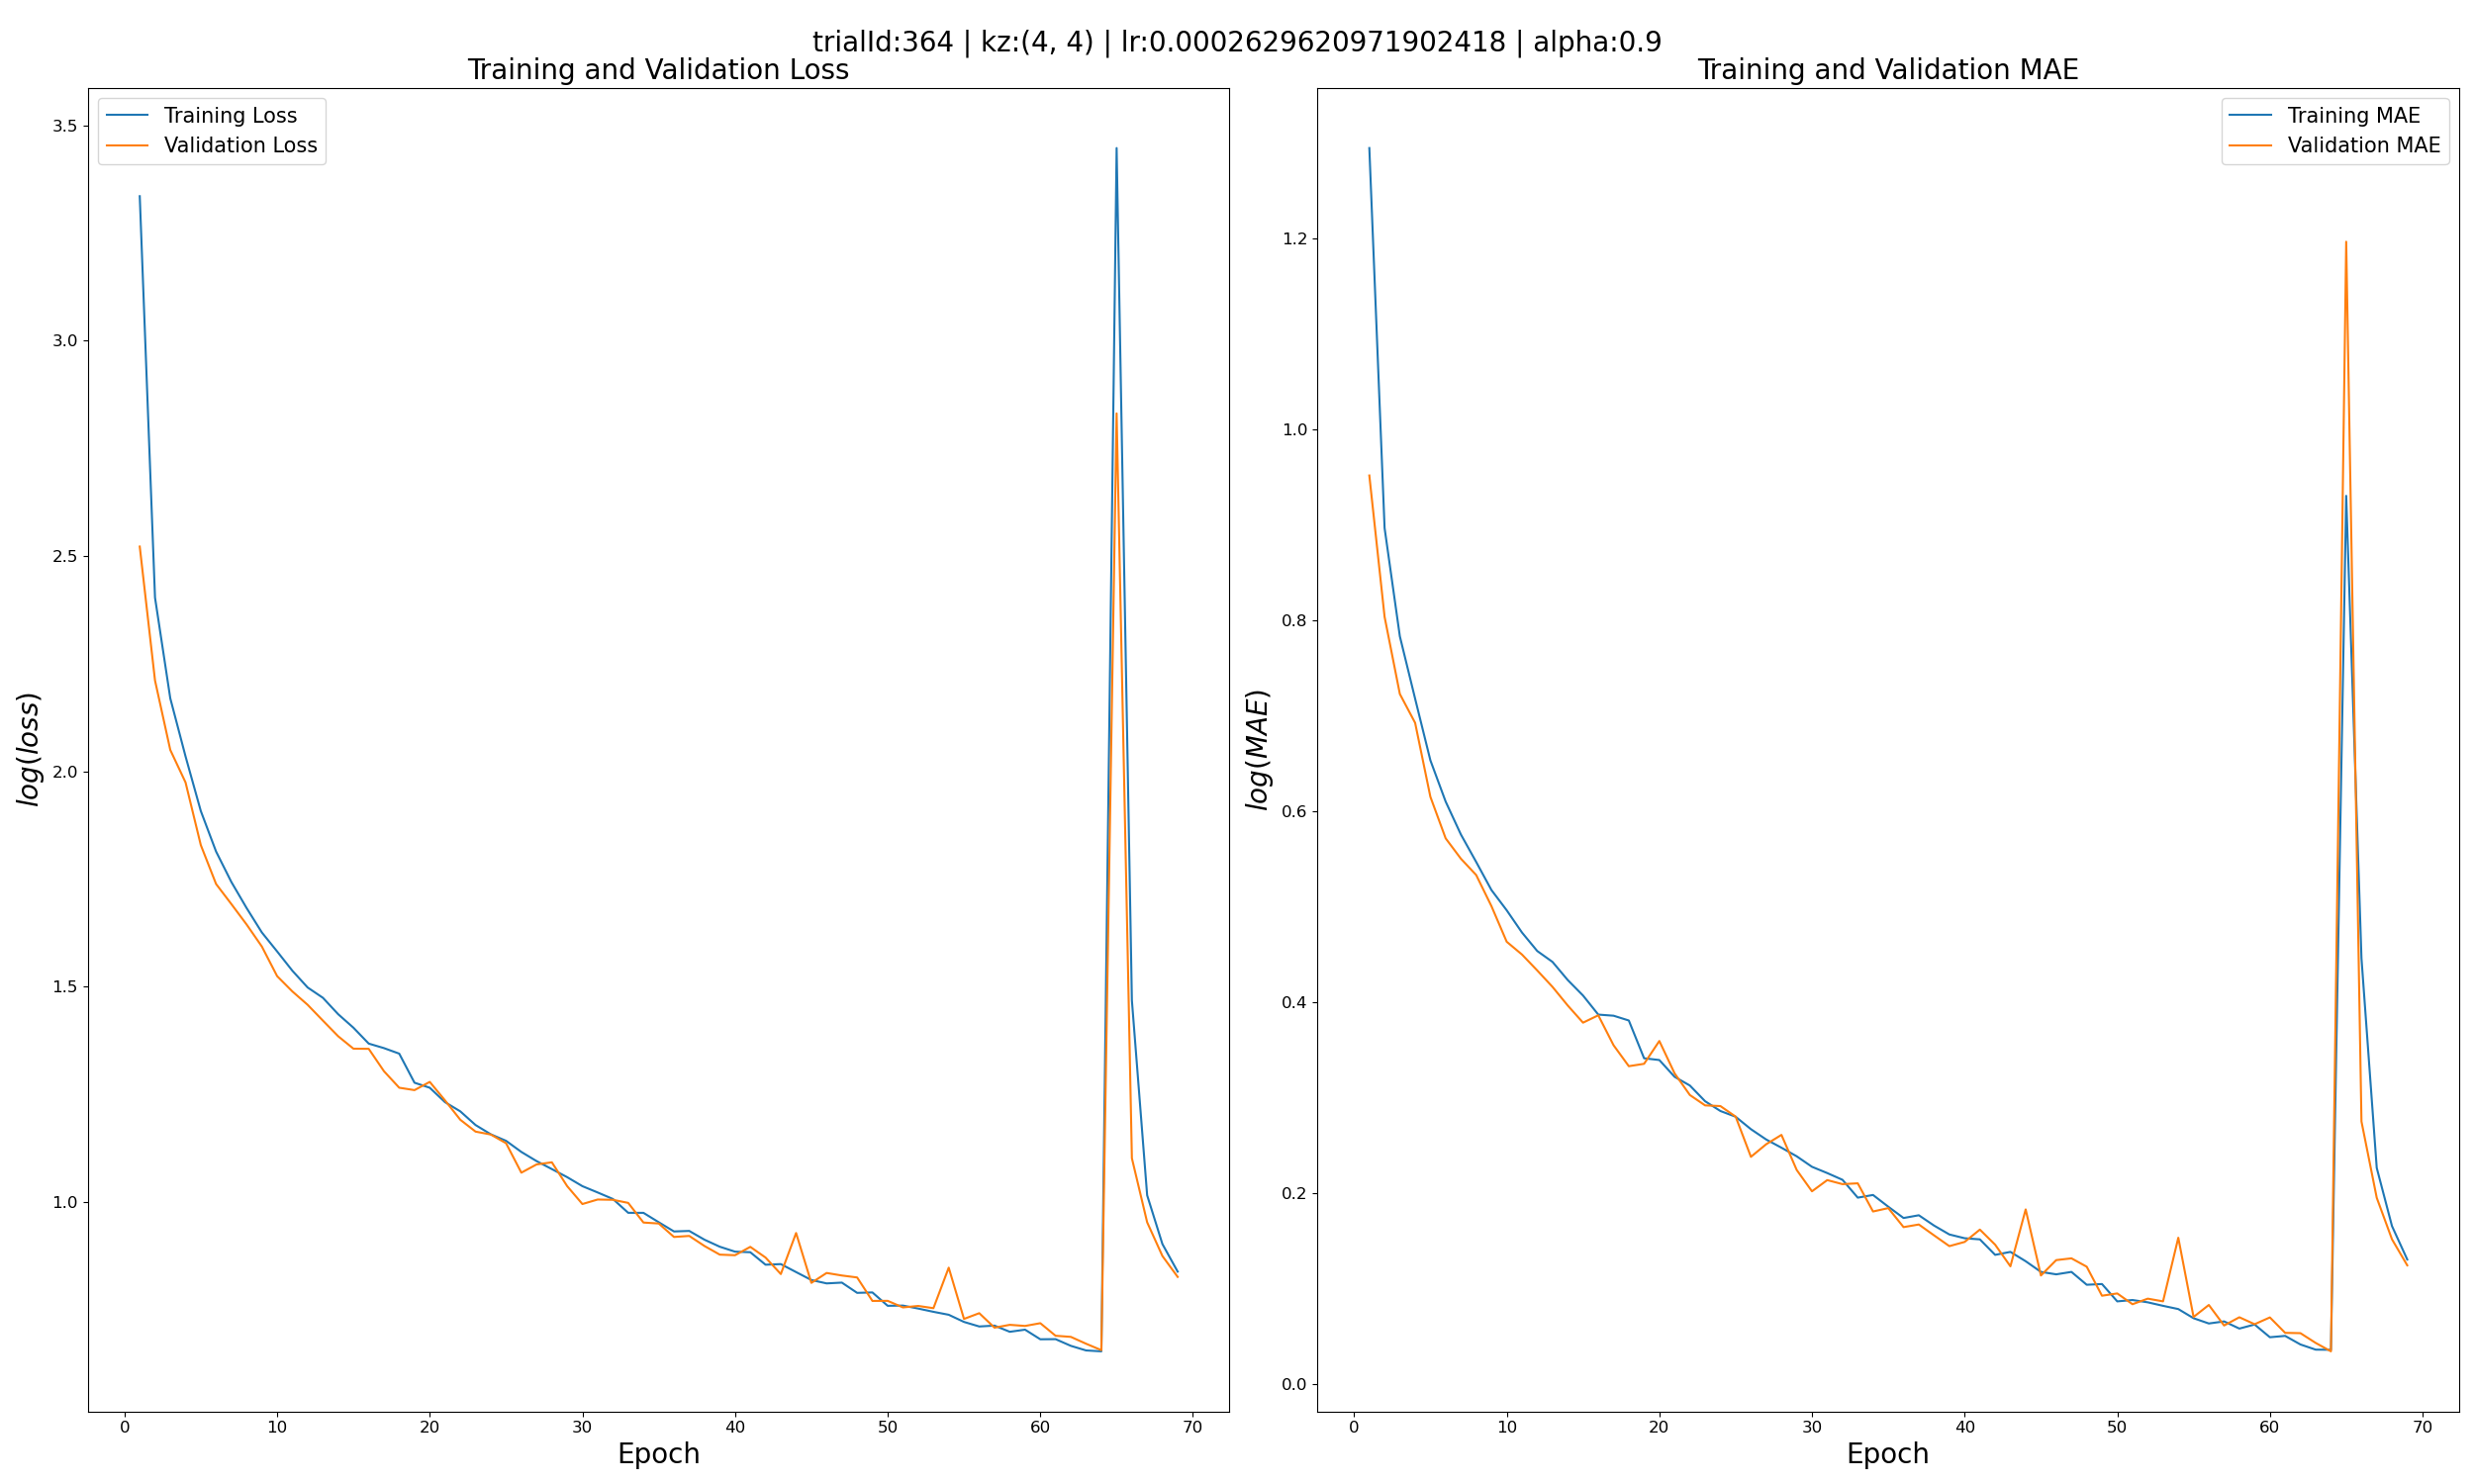 trialId:364 | kz:(4, 4) | lr:0.0002629620971902418 | alpha:0.9
Training and Validation Loss
Training Loss
Validation Loss
3.5
3.0
2.5
2.0
1.5
1.0
log(loss)
0 10 20 30 40 50 60 70
Epoch
Training and Validation MAE
Training MAE
Validation MAE
1.2
1.0
0.8
0.6
0.4
0.2
0.0
log(MAE)
0 10 20 30 40 50 60 70
Epoch